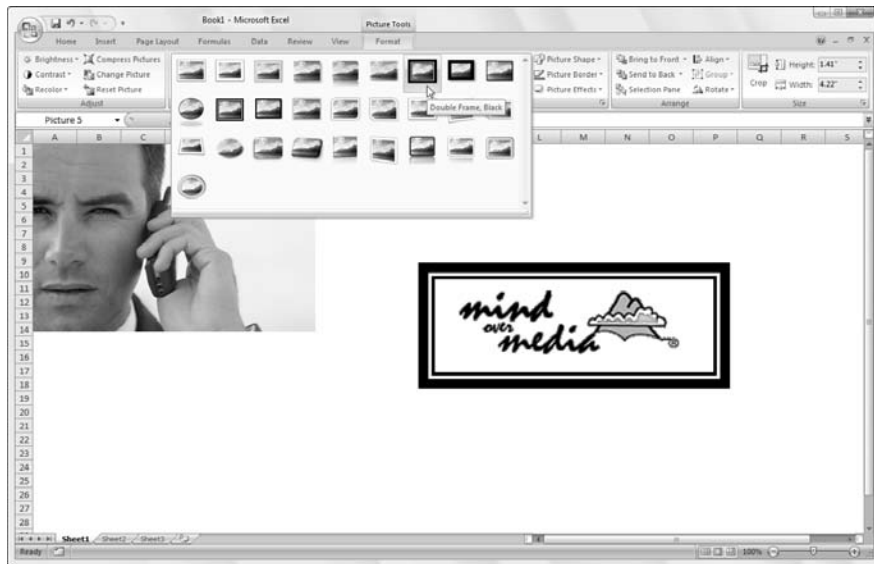 Book1 - Microsoft Excel
Picture Tools
Home Insert Page Layout Formulas Data Review View Format
Brightness Compress Pictures Picture Shape Bring to Front Align Height: 1.41"
Contrast Change Picture Picture Border Send to Back Group Crop Width: 4.22"
Recolor Reset Picture Picture Effects Selection Pane Rotate
Adjust Arrange Size
Double Frame, Black
Picture 5
A B C L M N O P Q R S
1
2
3
4
5
6
7
8
9
10
11
12
13
14
15
16
17
18
19
20
21
22
23
24
25
26
27
28
mind
over
media ®
Sheet1 Sheet2 Sheet3
Ready 100%